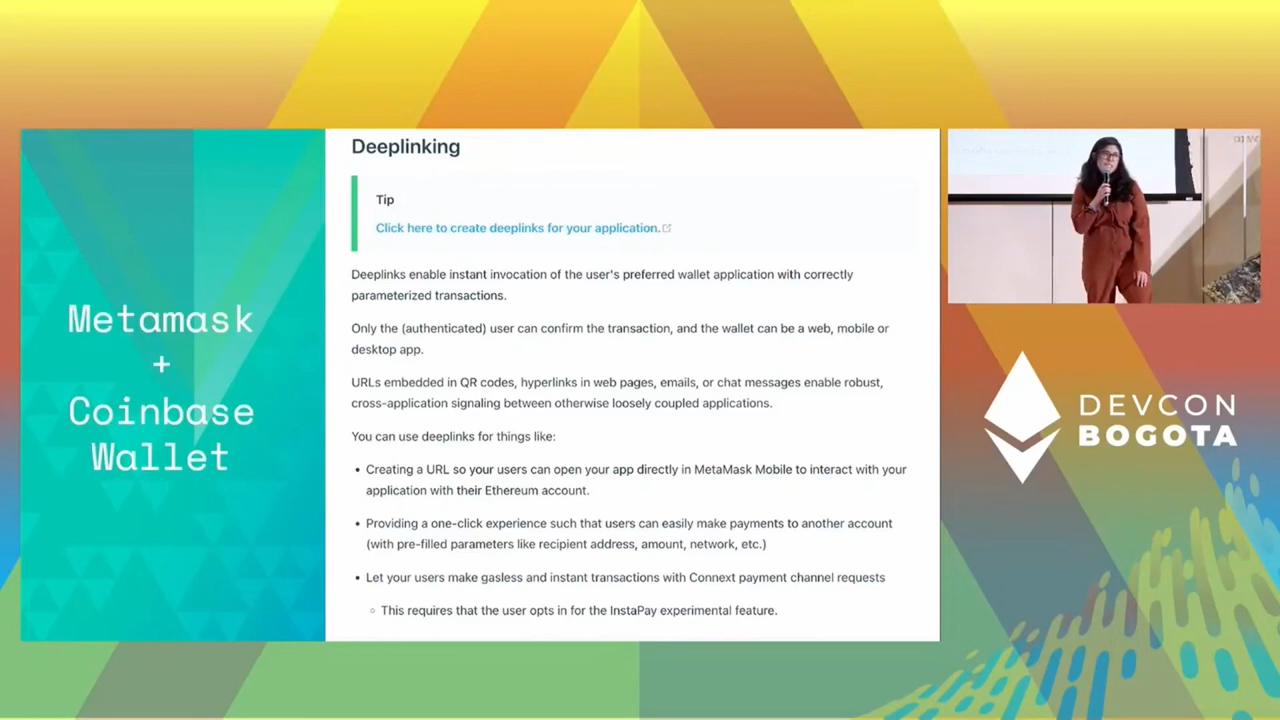 Metamask
+
Coinbase
Wallet
Deeplinking
Tip
Click here to create deeplinks for your application.
Deeplinks enable instant invocation of the user's preferred wallet application with correctly
parameterized transactions.
Only the (authenticated) user can confirm the transaction, and the wallet can be a web, mobile or
desktop app.
URLs embedded in QR codes, hyperlinks in web pages, emails, or chat messages enable robust,
cross-application signaling between otherwise loosely coupled applications.
You can use deeplinks for things like:
• Creating a URL so your users can open your app directly in MetaMask Mobile to interact with your
application with their Ethereum account.
• Providing a one-click experience such that users can easily make payments to another account
(with pre-filled parameters like recipient address, amount, network, etc.)
• Let your users make gasless and instant transactions with Connext payment channel requests
◦ This requires that the user opts in for the InstaPay experimental feature.
DEVCON
BOGOTA